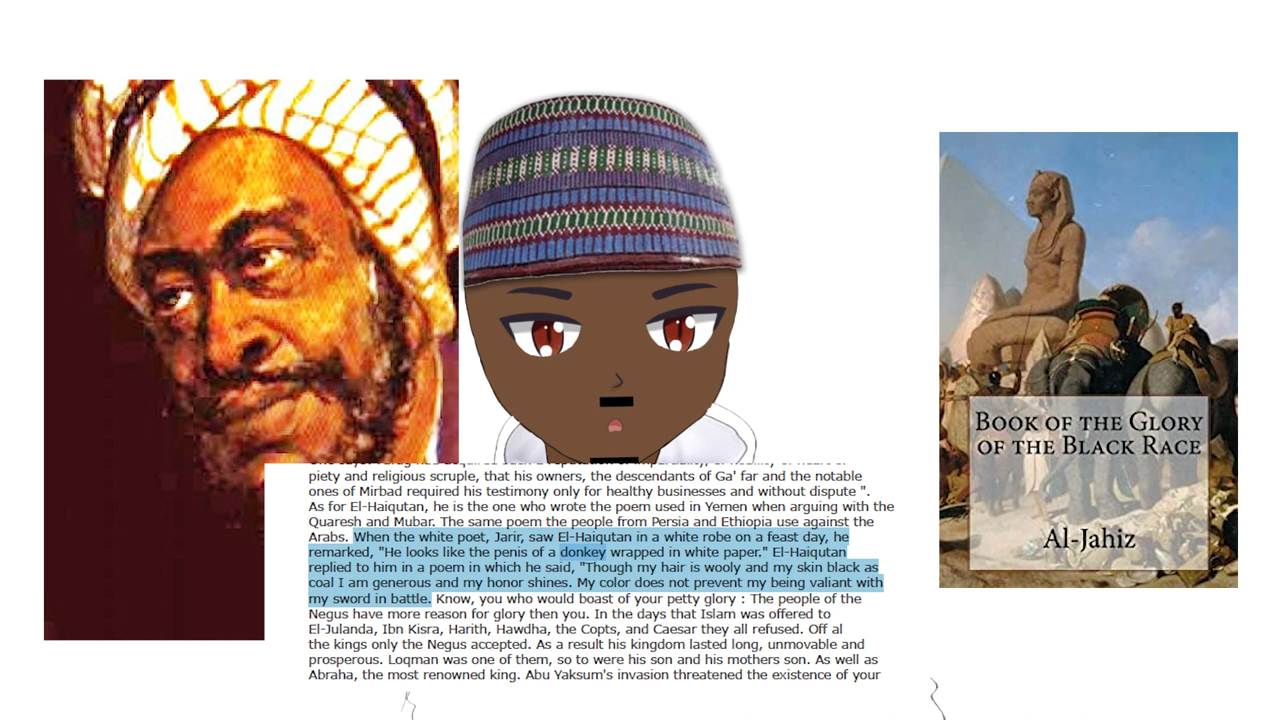 piety and religious scruple, that his owners, the descendants of Ga' far and the notable
ones of Mirbad required his testimony only for healthy businesses and without dispute ".
As for El-Haiqutan, he is the one who wrote the poem used in Yemen when arguing with the
Quaresh and Mubar. The same poem the people from Persia and Ethiopia use against the
Arabs. When the white poet, Jarir, saw El-Haiqutan in a white robe on a feast day, he
remarked, "He looks like the penis of a donkey wrapped in white paper." El-Haiqutan
replied to him in a poem in which he said, "Though my hair is wooly and my skin black as
coal I am generous and my honor shines. My color does not prevent my being valiant with
my sword in battle. Know, you who would boast of your petty glory : The people of the
Negus have more reason for glory then you. In the days that Islam was offered to
El-Julanda, Ibn Kisra, Harith, Hawdha, the Copts, and Caesar they all refused. Off al
the kings only the Negus accepted. As a result his kingdom lasted long, unmovable and
prosperous. Loqman was one of them, so to were his son and his mothers son. As well as
Abraha, the most renowned king. Abu Yaksum's invasion threatened the existence of your
BOOK OF THE GLORY
OF THE BLACK RACE
AL-JAHIZ